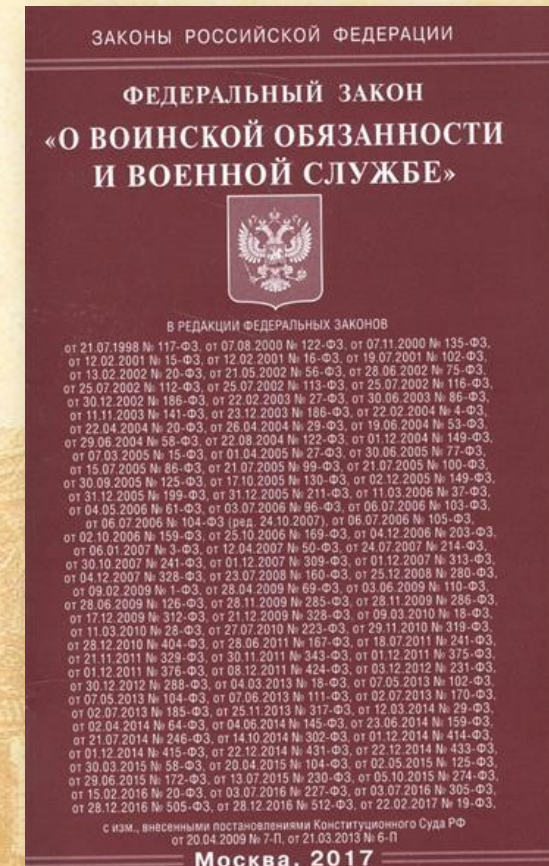 ЗАКОНЫ РОССИЙСКОЙ ФЕДЕРАЦИИ
ФЕДЕРАЛЬНЫЙ ЗАКОН
«О ВОИНСКОЙ ОБЯЗАННОСТИ
И ВОЕННОЙ СЛУЖБЕ»
В РЕДАКЦИИ ФЕДЕРАЛЬНЫХ ЗАКОНОВ
от 21.07.1998 № 117-ФЗ, от 07.08.2000 № 122-ФЗ, от 07.11.2000 № 135-ФЗ,
от 12.02.2001 № 15-ФЗ, от 12.02.2001 № 16-ФЗ, от 19.07.2001 № 102-ФЗ,
от 13.02.2002 № 20-ФЗ, от 21.05.2002 № 56-ФЗ, от 28.06.2002 № 75-ФЗ,
от 25.07.2002 № 112-ФЗ, от 25.07.2002 № 113-ФЗ, от 25.07.2002 № 116-ФЗ,
от 30.12.2002 № 186-ФЗ, от 22.02.2003 № 27-ФЗ, от 30.06.2003 № 86-ФЗ,
от 11.11.2003 № 141-ФЗ, от 23.12.2003 № 186-ФЗ, от 22.02.2004 № 4-ФЗ,
от 22.04.2004 № 20-ФЗ, от 26.04.2004 № 29-ФЗ, от 19.06.2004 № 53-ФЗ,
от 29.06.2004 № 58-ФЗ, от 22.08.2004 № 122-ФЗ, от 01.12.2004 № 149-ФЗ,
от 07.03.2005 № 15-ФЗ, от 01.04.2005 № 27-ФЗ, от 30.06.2005 № 77-ФЗ,
от 15.07.2005 № 86-ФЗ, от 21.07.2005 № 99-ФЗ, от 21.07.2005 № 100-ФЗ,
от 30.09.2005 № 125-ФЗ, от 17.10.2005 № 130-ФЗ, от 02.12.2005 № 149-ФЗ,
от 31.12.2005 № 199-ФЗ, от 31.12.2005 № 211-ФЗ, от 11.03.2006 № 37-ФЗ,
от 04.05.2006 № 61-ФЗ, от 03.07.2006 № 96-ФЗ, от 06.07.2006 № 103-ФЗ,
от 06.07.2006 № 104-ФЗ (ред. 24.10.2007), от 06.07.2006 № 105-ФЗ,
от 02.10.2006 № 159-ФЗ, от 25.10.2006 № 169-ФЗ, от 04.12.2006 № 203-ФЗ,
от 06.01.2007 № 3-ФЗ, от 12.04.2007 № 50-ФЗ, от 24.07.2007 № 214-ФЗ,
от 30.10.2007 № 241-ФЗ, от 01.12.2007 № 309-ФЗ, от 01.12.2007 № 313-ФЗ,
от 04.12.2007 № 328-ФЗ, от 23.07.2008 № 160-ФЗ, от 25.12.2008 № 280-ФЗ,
от 09.02.2009 № 1-ФЗ, от 28.04.2009 № 69-ФЗ, от 03.06.2009 № 110-ФЗ,
от 28.06.2009 № 126-ФЗ, от 28.11.2009 № 285-ФЗ, от 28.11.2009 № 286-ФЗ,
от 17.12.2009 № 312-ФЗ, от 21.12.2009 № 328-ФЗ, от 09.03.2010 № 18-ФЗ,
от 11.03.2010 № 28-ФЗ, от 27.07.2010 № 223-ФЗ, от 29.11.2010 № 319-ФЗ,
от 28.12.2010 № 404-ФЗ, от 28.06.2011 № 167-ФЗ, от 18.07.2011 № 241-ФЗ,
от 21.11.2011 № 329-ФЗ, от 30.11.2011 № 343-ФЗ, от 01.12.2011 № 375-ФЗ,
от 01.12.2011 № 376-ФЗ, от 08.12.2011 № 424-ФЗ, от 03.12.2012 № 231-ФЗ,
от 30.12.2012 № 288-ФЗ, от 04.03.2013 № 18-ФЗ, от 07.05.2013 № 102-ФЗ,
от 07.05.2013 № 104-ФЗ, от 07.06.2013 № 111-ФЗ, от 02.07.2013 № 170-ФЗ,
от 02.07.2013 № 185-ФЗ, от 25.11.2013 № 317-ФЗ, от 12.03.2014 № 29-ФЗ,
от 02.04.2014 № 64-ФЗ, от 04.06.2014 № 145-ФЗ, от 23.06.2014 № 159-ФЗ,
от 21.07.2014 № 246-ФЗ, от 14.10.2014 № 302-ФЗ, от 01.12.2014 № 414-ФЗ,
от 01.12.2014 № 415-ФЗ, от 22.12.2014 № 431-ФЗ, от 22.12.2014 № 433-ФЗ,
от 30.03.2015 № 58-ФЗ, от 20.04.2015 № 104-ФЗ, от 02.05.2015 № 125-ФЗ,
от 29.06.2015 № 172-ФЗ, от 13.07.2015 № 230-ФЗ, от 05.10.2015 № 274-ФЗ,
от 15.02.2016 № 20-ФЗ, от 03.07.2016 № 227-ФЗ, от 03.07.2016 № 305-ФЗ,
от 28.12.2016 № 505-ФЗ, от 28.12.2016 № 512-ФЗ, от 22.02.2017 № 19-ФЗ,
с изм., внесенными постановлениями Конституционного Суда РФ
от 20.04.2009 № 7-П, от 21.03.2013 № 6-П
Москва, 2017